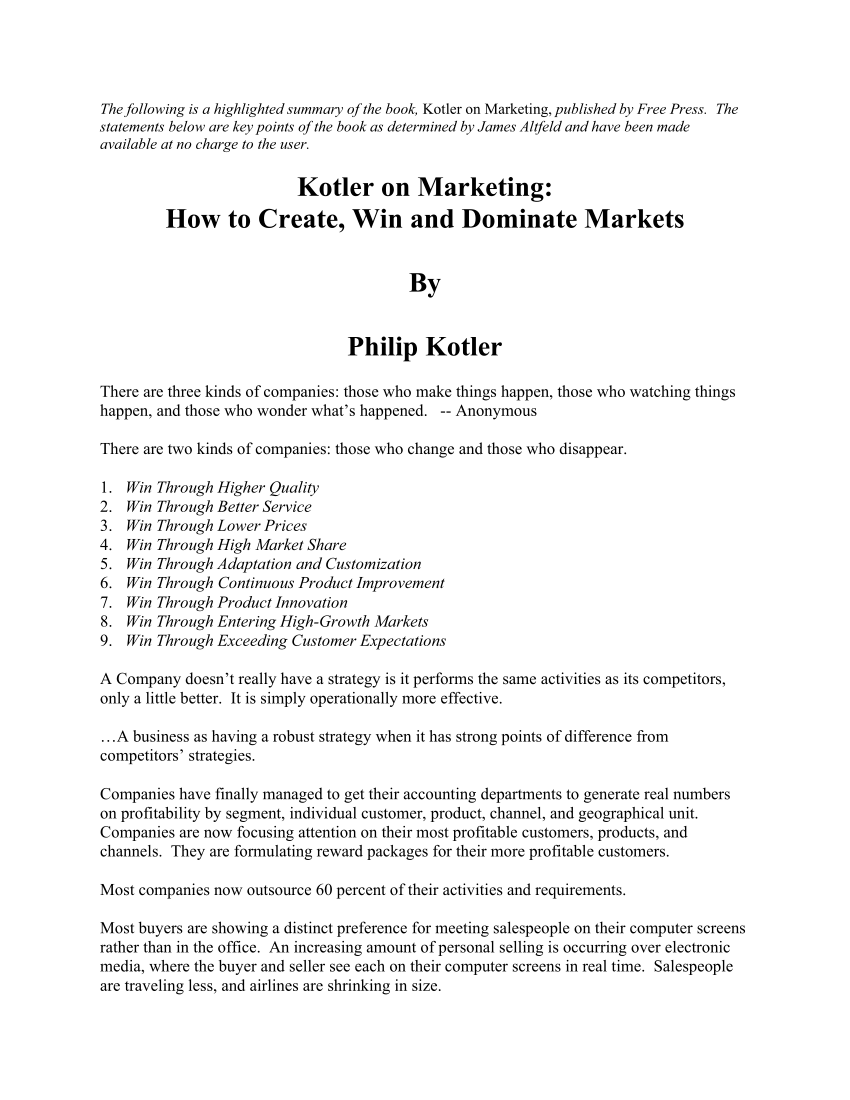 The following is a highlighted summary of the book, Kotler on Marketing, published by Free Press.  The
statements below are key points of the book as determined by James Altfeld and have been made
available at no charge to the user.
Kotler on Marketing:
How to Create, Win and Dominate Markets
By
Philip Kotler
There are three kinds of companies: those who make things happen, those who watching things
happen, and those who wonder what’s happened.   -- Anonymous
There are two kinds of companies: those who change and those who disappear.
1. Win Through Higher Quality
2. Win Through Better Service
3. Win Through Lower Prices
4. Win Through High Market Share
5. Win Through Adaptation and Customization
6. Win Through Continuous Product Improvement
7. Win Through Product Innovation
8. Win Through Entering High-Growth Markets
9. Win Through Exceeding Customer Expectations
A Company doesn’t really have a strategy is it performs the same activities as its competitors,
only a little better.  It is simply operationally more effective.
…A business as having a robust strategy when it has strong points of difference from
competitors’ strategies.
Companies have finally managed to get their accounting departments to generate real numbers
on profitability by segment, individual customer, product, channel, and geographical unit.
Companies are now focusing attention on their most profitable customers, products, and
channels.  They are formulating reward packages for their more profitable customers.
Most companies now outsource 60 percent of their activities and requirements.
Most buyers are showing a distinct preference for meeting salespeople on their computer screens
rather than in the office.  An increasing amount of personal selling is occurring over electronic
media, where the buyer and seller see each on their computer screens in real time.  Salespeople
are traveling less, and airlines are shrinking in size.